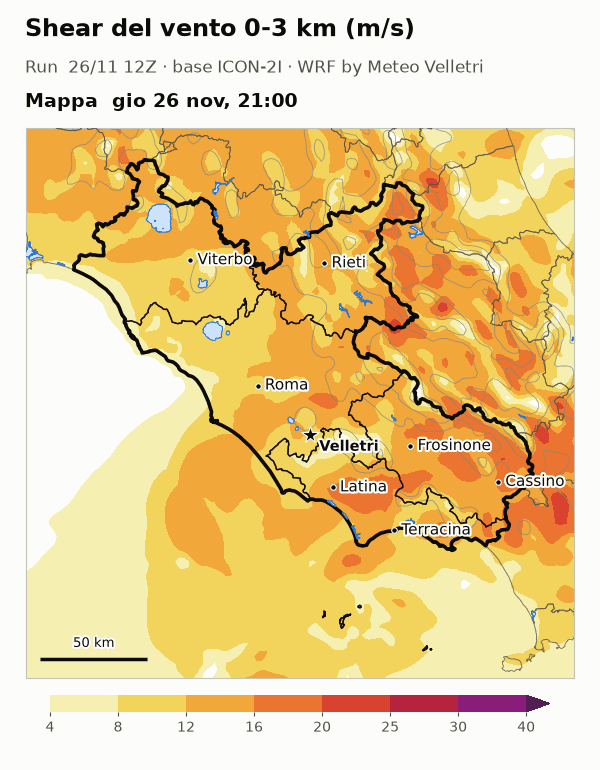 Shear del vento 0-3 km (m/s)
Run  26/11 12Z · base ICON-2I · WRF by Meteo Velletri
Mappa  gio 26 nov, 21:00
Viterbo
Rieti
Roma
Velletri
Frosinone
Cassino
Latina
Terracina
50 km
4 8 12 16 20 25 30 40